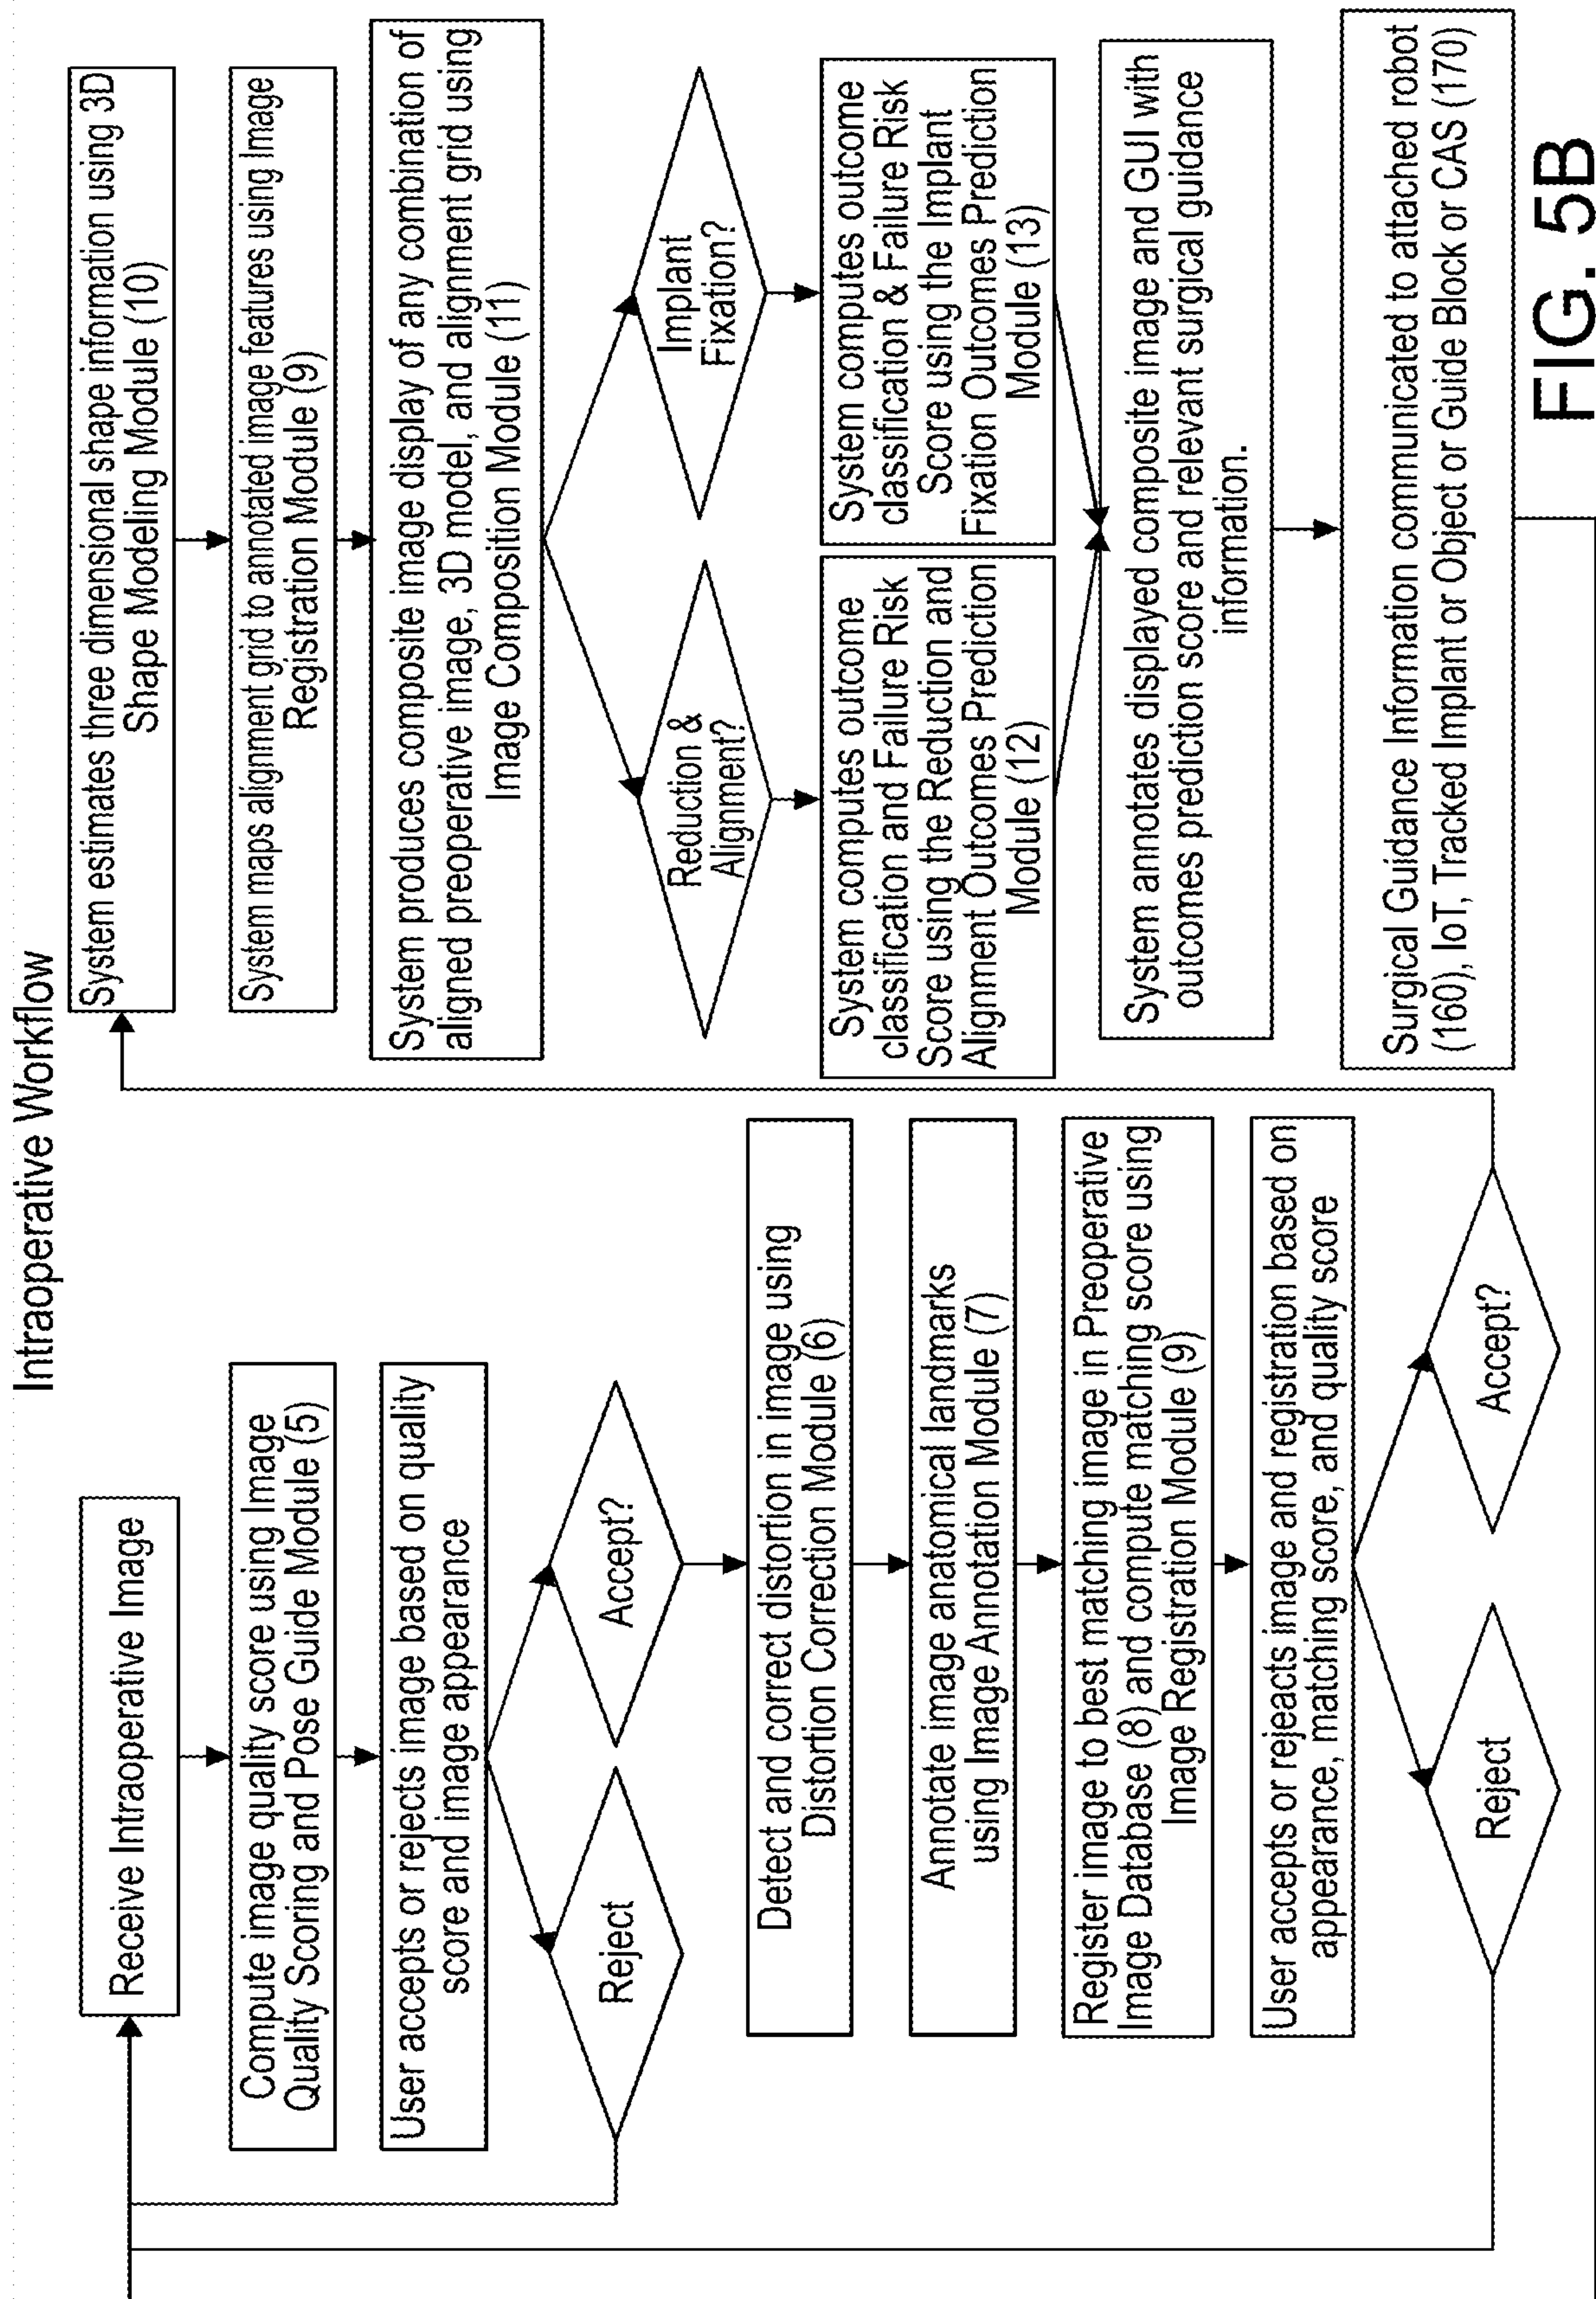 Intraoperative Workflow
Receive Intraoperative Image
Compute image quality score using Image
Quality Scoring and Pose Guide Module (5)
User accepts or rejects image based on quality
score and image appearance
Reject
Accept?
Detect and correct distortion in image using
Distortion Correction Module (6)
Annotate image anatomical landmarks
using Image Annotation Module (7)
Register image to best matching image in Preoperative
Image Database (8) and compute matching score using
Image Registration Module (9)
User accepts or rejeacts image and registration based on
appearance, matching score, and quality score
Reject
Accept?
System estimates three dimensional shape information using 3D
Shape Modeling Module (10)
System maps alignment grid to annotated image features using Image
Registration Module (9)
System produces composite image display of any combination of
aligned preoperative image, 3D model, and alignment grid using
Image Composition Module (11)
Reduction &
Alignment?
Implant
Fixation?
System computes outcome
classification and Failure Risk
Score using the Reduction and
Alignment Outcomes Prediction
Module (12)
System computes outcome
classification & Failure Risk
Score using the Implant
Fixation Outcomes Prediction
Module (13)
System annotates displayed composite image and GUI with
outcomes prediction score and relevant surgical guidance
information.
Surgical Guidance Information communicated to attached robot
(160), IoT, Tracked Implant or Object or Guide Block or CAS (170)
FIG. 5B